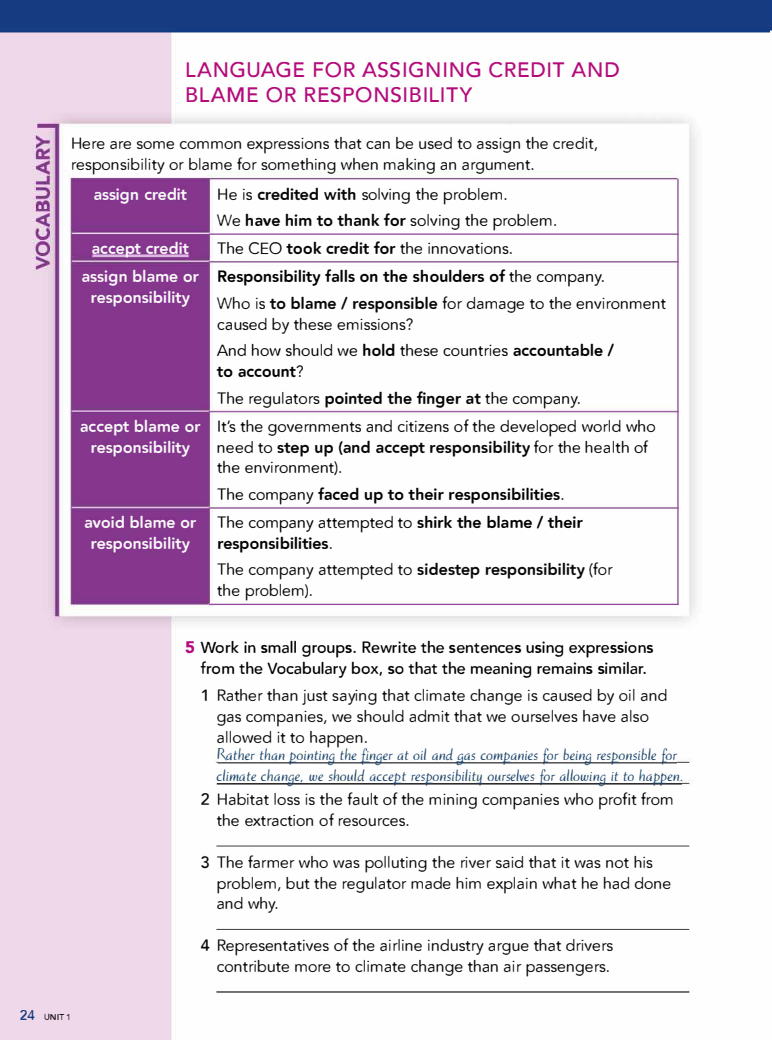 LANGUAGE FOR ASSIGNING CREDIT AND
BLAME OR RESPONSIBILITY
VOCABULARY
Here are some common expressions that can be used to assign the credit,
responsibility or blame for something when making an argument.
assign credit
He is credited with solving the problem.
We have him to thank for solving the problem.
accept credit
The CEO took credit for the innovations.
assign blame or
responsibility
Responsibility falls on the shoulders of the company.
Who is to blame / responsible for damage to the environment
caused by these emissions?
And how should we hold these countries accountable /
to account?
The regulators pointed the finger at the company.
accept blame or
responsibility
It's the governments and citizens of the developed world who
need to step up (and accept responsibility for the health of
the environment).
The company faced up to their responsibilities.
avoid blame or
responsibility
The company attempted to shirk the blame / their
responsibilities.
The company attempted to sidestep responsibility (for
the problem).
5 Work in small groups. Rewrite the sentences using expressions
from the Vocabulary box, so that the meaning remains similar.
1 Rather than just saying that climate change is caused by oil and
gas companies, we should admit that we ourselves have also
allowed it to happen.
Rather than pointing the finger at oil and gas companies for being responsible for
climate change, we should accept responsibility ourselves for allowing it to happen.
2 Habitat loss is the fault of the mining companies who profit from
the extraction of resources.
3 The farmer who was polluting the river said that it was not his
problem, but the regulator made him explain what he had done
and why.
4 Representatives of the airline industry argue that drivers
contribute more to climate change than air passengers.
24 UNIT 1